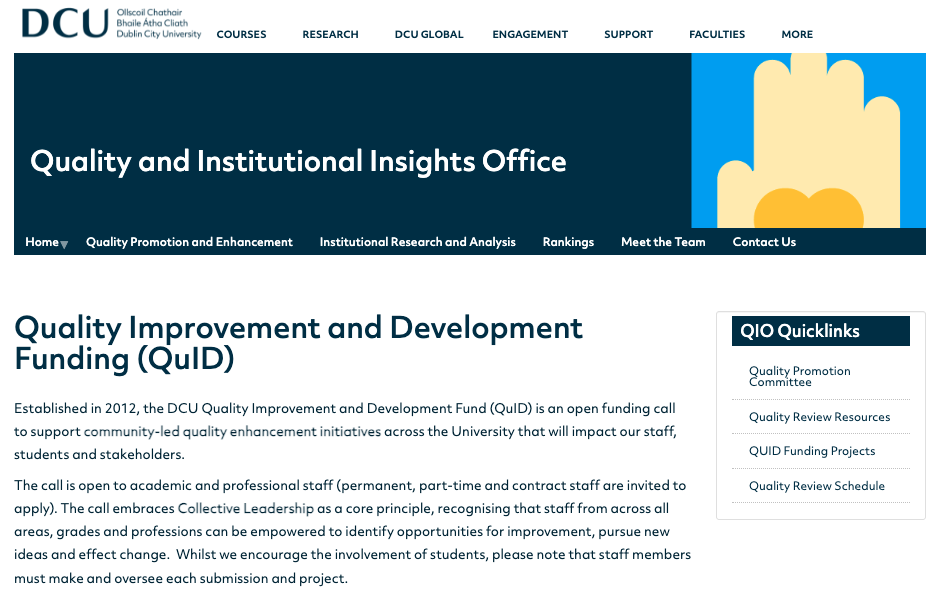 DCU
Ollscoil Chathair
Bhaile Átha Cliath
Dublin City University
COURSES RESEARCH DCU GLOBAL ENGAGEMENT SUPPORT FACULTIES MORE
Quality and Institutional Insights Office
Home Quality Promotion and Enhancement Institutional Research and Analysis Rankings Meet the Team Contact Us
Quality Improvement and Development
Funding (QuID)
Established in 2012, the DCU Quality Improvement and Development Fund (QuID) is an open funding call
to support community-led quality enhancement initiatives across the University that will impact our staff,
students and stakeholders.
The call is open to academic and professional staff (permanent, part-time and contract staff are invited to
apply). The call embraces Collective Leadership as a core principle, recognising that staff from across all
areas, grades and professions can be empowered to identify opportunities for improvement, pursue new
ideas and effect change. Whilst we encourage the involvement of students, please note that staff members
must make and oversee each submission and project.
QIO Quicklinks
Quality Promotion
Committee
Quality Review Resources
QUID Funding Projects
Quality Review Schedule